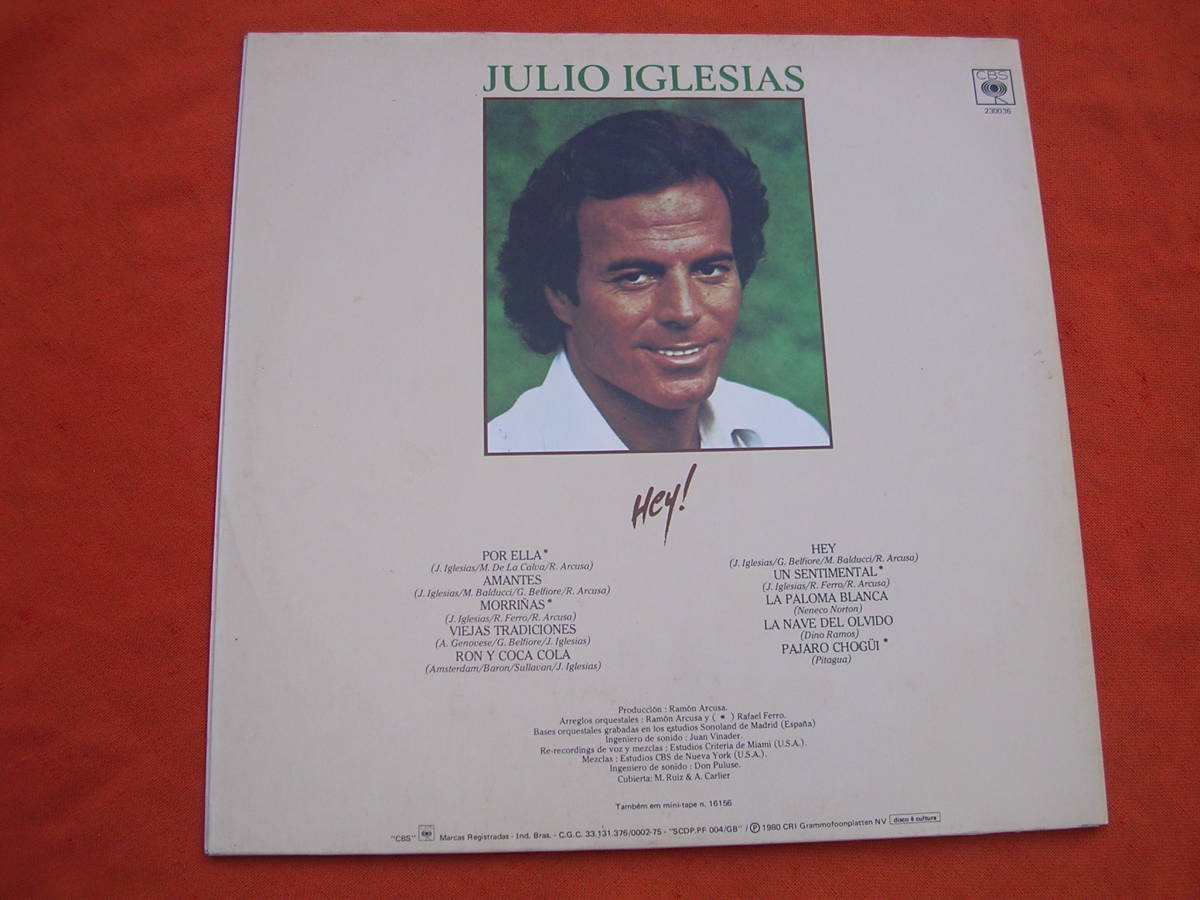 JULIO IGLESIAS
CBS
230036
Hey!
POR ELLA*
(J. Iglesias/M. De La Calva/R. Arcusa)
AMANTES
(J. Iglesias/M. Balducci/G. Belfiore/R. Arcusa)
MORRIÑAS*
(J. Iglesias/R. Ferro/R. Arcusa)
VIEJAS TRADICIONES
(A. Genovese/G. Belfiore/J. Iglesias)
RON Y COCA COLA
(Amsterdam/Baron/Sullavan/J. Iglesias)
HEY
(J. Iglesias/G. Belfiore/M. Balducci/R. Arcusa)
UN SENTIMENTAL*
(J. Iglesias/R. Ferro/R. Arcusa)
LA PALOMA BLANCA
(Neneco Norton)
LA NAVE DEL OLVIDO
(Dino Ramos)
PAJARO CHOGÜI*
(Pitagua)
Producción : Ramón Arcusa.
Arreglos orquestales : Ramón Arcusa y ( * ) Rafael Ferro.
Bases orquestales grabadas en los estudios Sonoland de Madrid (España)
Ingeniero de sonido : Juan Vinader.
Re-recordings de voz y mezclas : Estudios Criteria de Miami (U.S.A.).
Mezclas : Estudios CBS de Nueva York (U.S.A.).
Ingeniero de sonido : Don Puluse.
Cubierta: M. Ruiz & A. Carlier
Também em mini-tape n. 16156
"CBS" Marcas Registradas - Ind. Bras. - C.G.C. 33.131.376/0002-75 - "SCDP.PF 004/GB" / Ⓟ 1980 CRI Grammofoonplatten NV disco é cultura